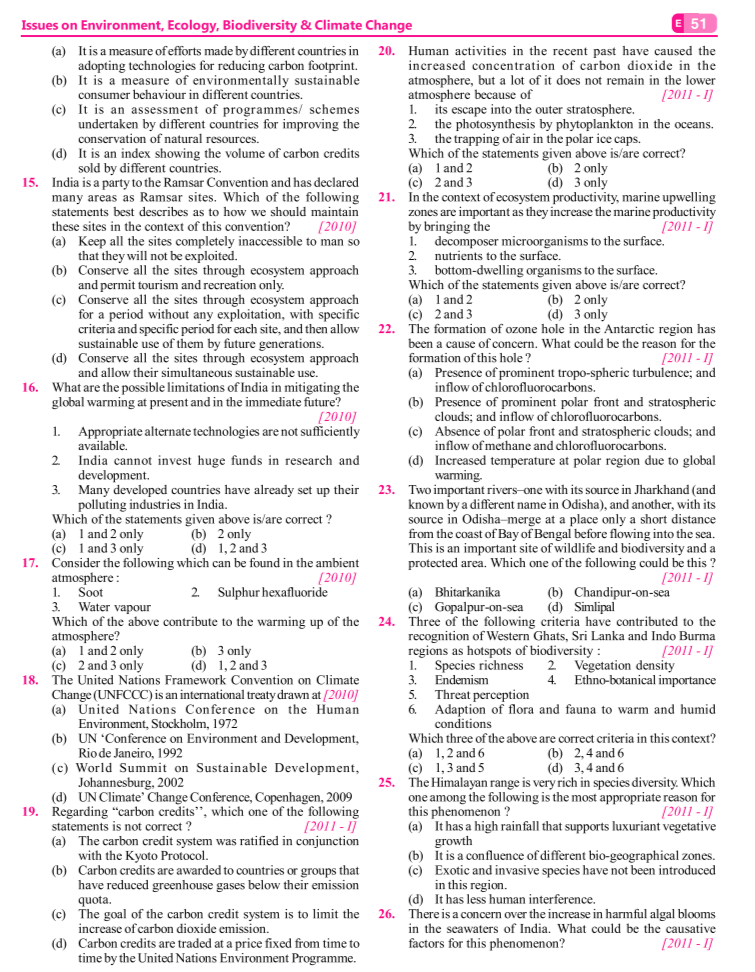 Issues on Environment, Ecology, Biodiversity & Climate Change
E 51
(a) It is a measure of efforts made by different countries in
adopting technologies for reducing carbon footprint.
(b) It is a measure of environmentally sustainable
consumer behaviour in different countries.
(c) It is an assessment of programmes/ schemes
undertaken by different countries for improving the
conservation of natural resources.
(d) It is an index showing the volume of carbon credits
sold by different countries.
15. India is a party to the Ramsar Convention and has declared
many areas as Ramsar sites. Which of the following
statements best describes as to how we should maintain
these sites in the context of this convention? [2010]
(a) Keep all the sites completely inaccessible to man so
that they will not be exploited.
(b) Conserve all the sites through ecosystem approach
and permit tourism and recreation only.
(c) Conserve all the sites through ecosystem approach
for a period without any exploitation, with specific
criteria and specific period for each site, and then allow
sustainable use of them by future generations.
(d) Conserve all the sites through ecosystem approach
and allow their simultaneous sustainable use.
16. What are the possible limitations of India in mitigating the
global warming at present and in the immediate future?
[2010]
1. Appropriate alternate technologies are not sufficiently
available.
2. India cannot invest huge funds in research and
development.
3. Many developed countries have already set up their
polluting industries in India.
Which of the statements given above is/are correct ?
(a) 1 and 2 only (b) 2 only
(c) 1 and 3 only (d) 1, 2 and 3
17. Consider the following which can be found in the ambient
atmosphere : [2010]
1. Soot 2. Sulphur hexafluoride
3. Water vapour
Which of the above contribute to the warming up of the
atmosphere?
(a) 1 and 2 only (b) 3 only
(c) 2 and 3 only (d) 1, 2 and 3
18. The United Nations Framework Convention on Climate
Change (UNFCCC) is an international treaty drawn at [2010]
(a) United Nations Conference on the Human
Environment, Stockholm, 1972
(b) UN ‘Conference on Environment and Development,
Rio de Janeiro, 1992
(c) World Summit on Sustainable Development,
Johannesburg, 2002
(d) UN Climate’ Change Conference, Copenhagen, 2009
19. Regarding “carbon credits’’, which one of the following
statements is not correct ? [2011 - I]
(a) The carbon credit system was ratified in conjunction
with the Kyoto Protocol.
(b) Carbon credits are awarded to countries or groups that
have reduced greenhouse gases below their emission
quota.
(c) The goal of the carbon credit system is to limit the
increase of carbon dioxide emission.
(d) Carbon credits are traded at a price fixed from time to
time by the United Nations Environment Programme.
20. Human activities in the recent past have caused the
increased concentration of carbon dioxide in the
atmosphere, but a lot of it does not remain in the lower
atmosphere because of [2011 - I]
1. its escape into the outer stratosphere.
2. the photosynthesis by phytoplankton in the oceans.
3. the trapping of air in the polar ice caps.
Which of the statements given above is/are correct?
(a) 1 and 2 (b) 2 only
(c) 2 and 3 (d) 3 only
21. In the context of ecosystem productivity, marine upwelling
zones are important as they increase the marine productivity
by bringing the [2011 - I]
1. decomposer microorganisms to the surface.
2. nutrients to the surface.
3. bottom-dwelling organisms to the surface.
Which of the statements given above is/are correct?
(a) 1 and 2 (b) 2 only
(c) 2 and 3 (d) 3 only
22. The formation of ozone hole in the Antarctic region has
been a cause of concern. What could be the reason for the
formation of this hole ? [2011 - I]
(a) Presence of prominent tropo-spheric turbulence; and
inflow of chlorofluorocarbons.
(b) Presence of prominent polar front and stratospheric
clouds; and inflow of chlorofluorocarbons.
(c) Absence of polar front and stratospheric clouds; and
inflow of methane and chlorofluorocarbons.
(d) Increased temperature at polar region due to global
warming.
23. Two important rivers–one with its source in Jharkhand (and
known by a different name in Odisha), and another, with its
source in Odisha–merge at a place only a short distance
from the coast of Bay of Bengal before flowing into the sea.
This is an important site of wildlife and biodiversity and a
protected area. Which one of the following could be this ?
[2011 - I]
(a) Bhitarkanika (b) Chandipur-on-sea
(c) Gopalpur-on-sea (d) Simlipal
24. Three of the following criteria have contributed to the
recognition of Western Ghats, Sri Lanka and Indo Burma
regions as hotspots of biodiversity : [2011 - I]
1. Species richness 2. Vegetation density
3. Endemism 4. Ethno-botanical importance
5. Threat perception
6. Adaption of flora and fauna to warm and humid
conditions
Which three of the above are correct criteria in this context?
(a) 1, 2 and 6 (b) 2, 4 and 6
(c) 1, 3 and 5 (d) 3, 4 and 6
25. The Himalayan range is very rich in species diversity. Which
one among the following is the most appropriate reason for
this phenomenon ? [2011 - I]
(a) It has a high rainfall that supports luxuriant vegetative
growth
(b) It is a confluence of different bio-geographical zones.
(c) Exotic and invasive species have not been introduced
in this region.
(d) It has less human interference.
26. There is a concern over the increase in harmful algal blooms
in the seawaters of India. What could be the causative
factors for this phenomenon? [2011 - I]